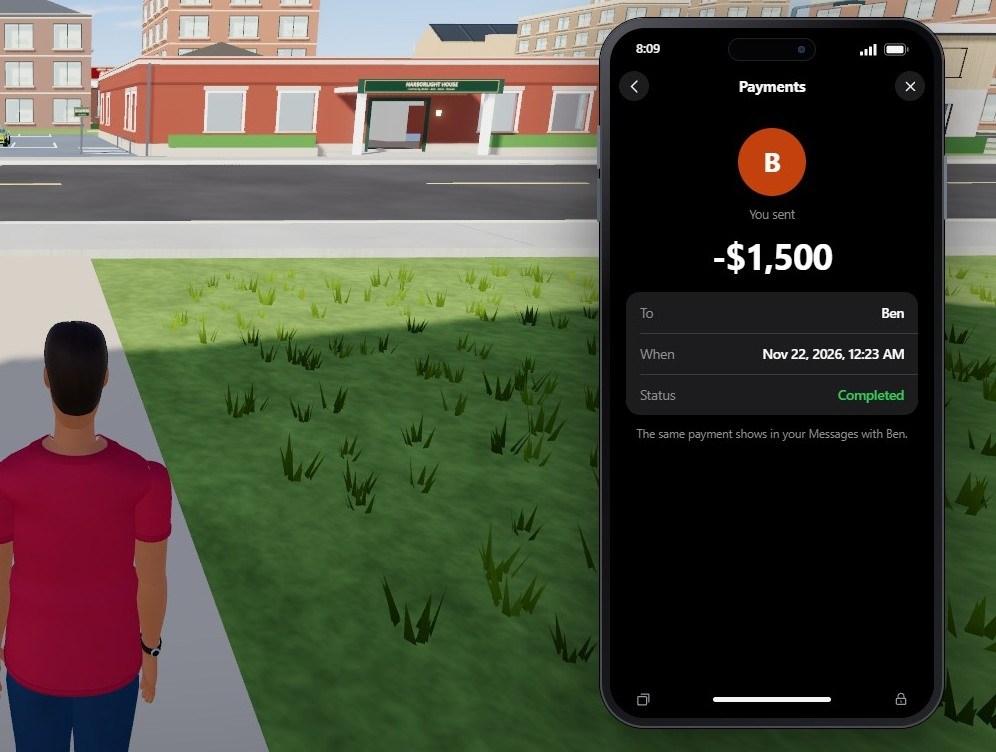 HARBORLIGHT HOUSE
8:09
Payments
B
You sent
-$1,500
To Ben
When Nov 22, 2026, 12:23 AM
Status Completed
The same payment shows in your Messages with Ben.